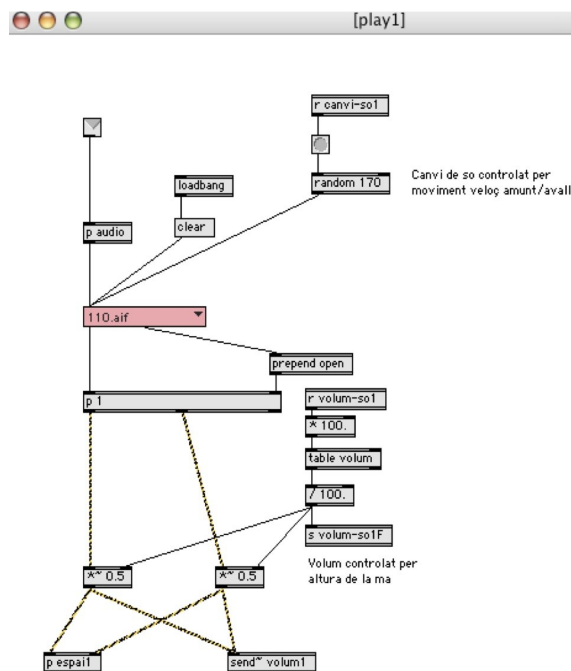 [play1]
r canvi-so1
loadbang
random 170
Canvi de so controlat per
moviment veloç amunt/avall
p audio
clear
110.aif
prepend open
p 1
r volum-so1
* 100.
table volum
/ 100.
s volum-so1F
Volum controlat per
altura de la ma
*~ 0.5
*~ 0.5
p espai1
send~ volum1